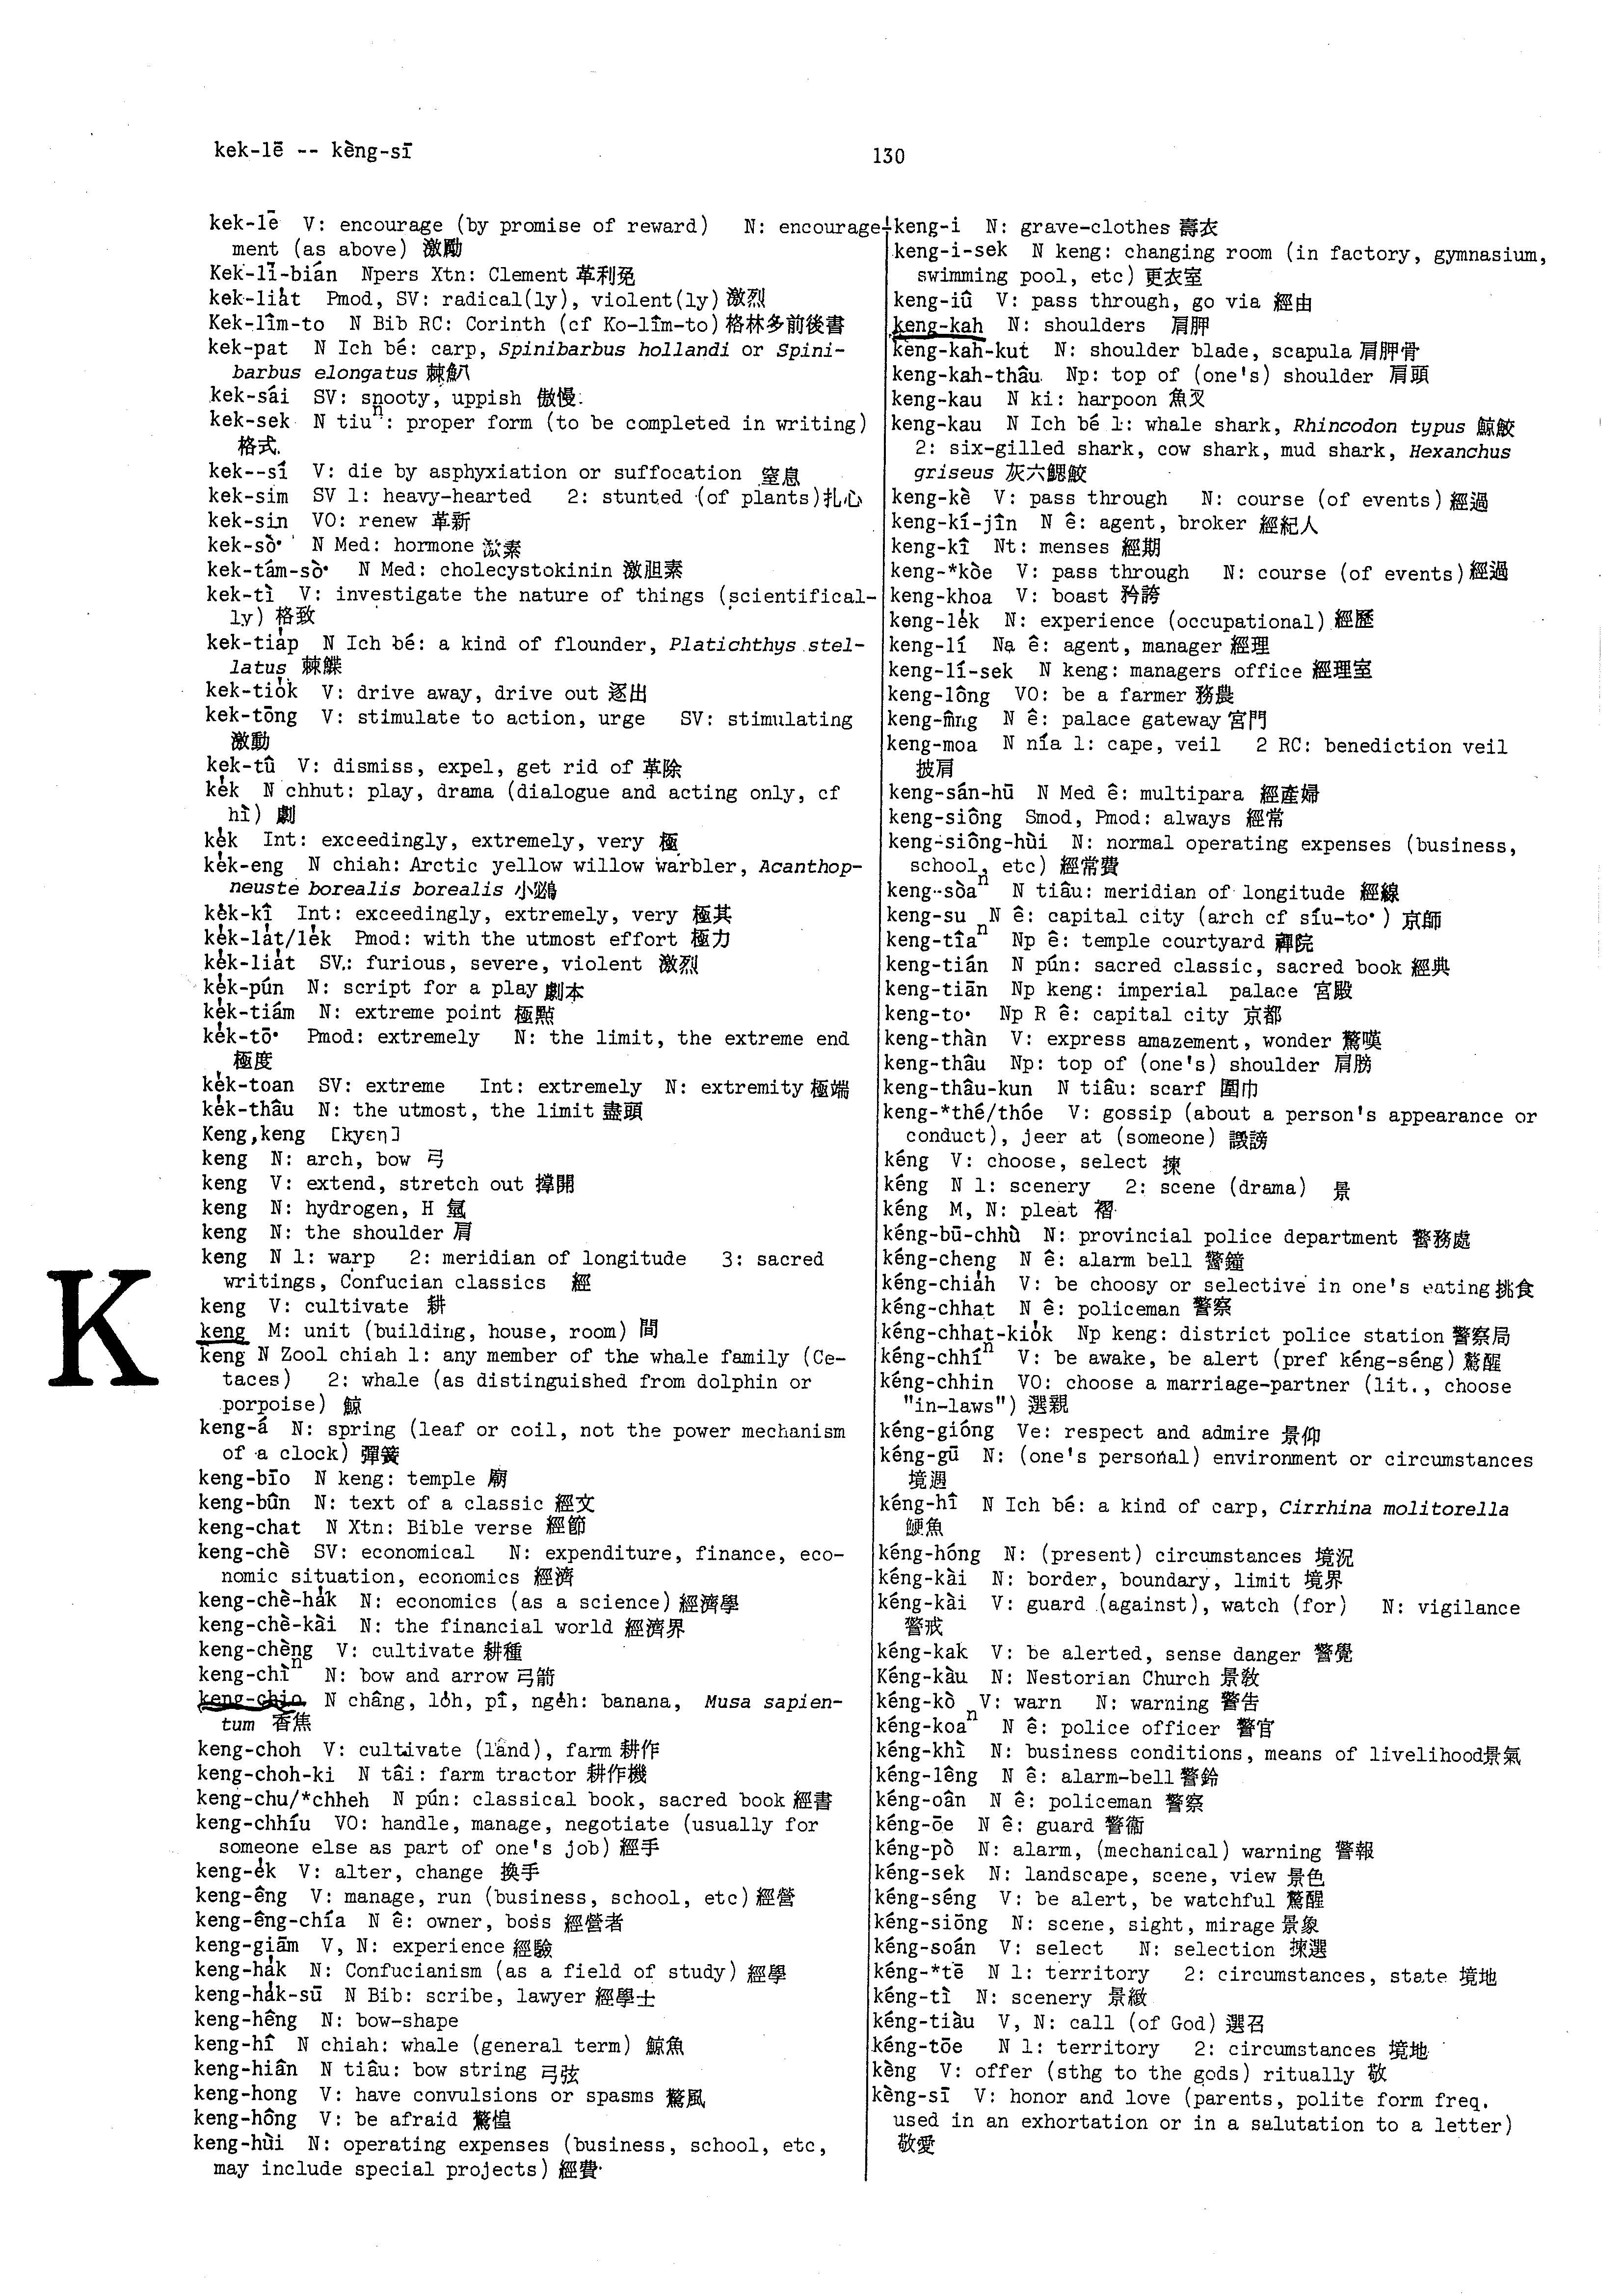 kek-lē -- kèng-sī
130
kek-lē V: encourage (by promise of reward) N: encourage-
ment (as above) 激勵
Kek-lī-bián Npers Xtn: Clement 革利免
kek-lia̍t Pmod, SV: radical(ly), violent(ly) 激烈
Kek-lîm-to N Bib RC: Corinth (cf Ko-lîm-to) 格林多前後書
kek-pat N Ich bé: carp, Spinibarbus hollandi or Spini-
barbus elongatus 棘魞
kek-sái SV: snooty, uppish 傲慢
kek-sek N tiuⁿ: proper form (to be completed in writing)
格式
kek--sí V: die by asphyxiation or suffocation 窒息
kek-sim SV 1: heavy-hearted 2: stunted (of plants) 扎心
kek-sin VO: renew 革新
kek-sò͘ N Med: hormone 激素
kek-tám-sò͘ N Med: cholecystokinin 激胆素
kek-tì V: investigate the nature of things (scientifical-
ly) 格致
kek-tia̍p N Ich bé: a kind of flounder, Platichthys stel-
latus 棘鰈
kek-tio̍k V: drive away, drive out 逐出
kek-tōng V: stimulate to action, urge SV: stimulating
激動
kek-tû V: dismiss, expel, get rid of 革除
ke̍k N chhut: play, drama (dialogue and acting only, cf
hì) 劇
ke̍k Int: exceedingly, extremely, very 極
ke̍k-eng N chiah: Arctic yellow willow warbler, Acanthop-
neuste borealis borealis 小鶲
ke̍k-kî Int: exceedingly, extremely, very 極其
ke̍k-la̍t/le̍k Pmod: with the utmost effort 極力
ke̍k-lia̍t SV: furious, severe, violent 激烈
ke̍k-pún N: script for a play 劇本
ke̍k-tiám N: extreme point 極點
ke̍k-tō͘ Pmod: extremely N: the limit, the extreme end
極度
ke̍k-toan SV: extreme Int: extremely N: extremity 極端
ke̍k-thâu N: the utmost, the limit 盡頭
Keng,keng [kyɛŋ]
keng N: arch, bow 弓
keng V: extend, stretch out 撐開
keng N: hydrogen, H 氫
keng N: the shoulder 肩
keng N 1: warp 2: meridian of longitude 3: sacred
writings, Confucian classics 經
keng V: cultivate 耕
keng M: unit (building, house, room) 間
keng N Zool chiah 1: any member of the whale family (Ce-
taces) 2: whale (as distinguished from dolphin or
porpoise) 鯨
K
keng-á N: spring (leaf or coil, not the power mechanism
of a clock) 彈簧
keng-bīo N keng: temple 廟
keng-bûn N: text of a classic 經文
keng-chat N Xtn: Bible verse 經節
keng-chè SV: economical N: expenditure, finance, eco-
nomic situation, economics 經濟
keng-chè-ha̍k N: economics (as a science) 經濟學
keng-chè-kài N: the financial world 經濟界
keng-chèng V: cultivate 耕種
keng-chìⁿ N: bow and arrow 弓箭
keng-chio N châng, lo̍h, pî, nge̍h: banana, Musa sapien-
tum 香焦
keng-choh V: cultivate (land), farm 耕作
keng-choh-ki N tâi: farm tractor 耕作機
keng-chu/*chheh N pún: classical book, sacred book 經書
keng-chhíu VO: handle, manage, negotiate (usually for
someone else as part of one's job) 經手
keng-e̍k V: alter, change 換手
keng-êng V: manage, run (business, school, etc) 經營
keng-êng-chía N ê: owner, boss 經營者
keng-giām V, N: experience 經驗
keng-ha̍k N: Confucianism (as a field of study) 經學
keng-ha̍k-sū N Bib: scribe, lawyer 經學士
keng-hêng N: bow-shape
keng-hî N chiah: whale (general term) 鯨魚
keng-hiân N tiâu: bow string 弓弦
keng-hong V: have convulsions or spasms 驚風
keng-hông V: be afraid 驚惶
keng-hùi N: operating expenses (business, school, etc,
may include special projects) 經費
keng-i N: grave-clothes 壽衣
keng-i-sek N keng: changing room (in factory, gymnasium,
swimming pool, etc) 更衣室
keng-iû V: pass through, go via 經由
keng-kah N: shoulders 肩胛
keng-kah-kut N: shoulder blade, scapula 肩胛骨
keng-kah-thâu Np: top of (one's) shoulder 肩頭
keng-kau N ki: harpoon 魚叉
keng-kau N Ich bé 1: whale shark, Rhincodon typus 鯨鮫
2: six-gilled shark, cow shark, mud shark, Hexanchus
griseus 灰六鰓鮫
keng-kè V: pass through N: course (of events) 經過
keng-kí-jîn N ê: agent, broker 經紀人
keng-kî Nt: menses 經期
keng-*kòe V: pass through N: course (of events) 經過
keng-khoa V: boast 矜誇
keng-le̍k N: experience (occupational) 經歷
keng-lí Na ê: agent, manager 經理
keng-lí-sek N keng: managers office 經理室
keng-lông VO: be a farmer 務農
keng-mn̂g N ê: palace gateway 宮門
keng-moa N nía 1: cape, veil 2 RC: benediction veil
披肩
keng-sán-hū N Med ê: multipara 經產婦
keng-siông Smod, Pmod: always 經常
keng-siông-hùi N: normal operating expenses (business,
school, etc) 經常費
keng-sòaⁿ N tiâu: meridian of longitude 經線
keng-su N ê: capital city (arch cf síu-to͘) 京師
keng-tîaⁿ Np ê: temple courtyard 禪院
keng-tián N pún: sacred classic, sacred book 經典
keng-tiān Np keng: imperial palace 宮殿
keng-to͘ Np R ê: capital city 京都
keng-thàn V: express amazement, wonder 驚嘆
keng-thâu Np: top of (one's) shoulder 肩膀
keng-thâu-kun N tiâu: scarf 圍巾
keng-*thé/thóe V: gossip (about a person's appearance or
conduct), jeer at (someone) 譏謗
kéng V: choose, select 揀
kéng N 1: scenery 2: scene (drama) 景
kéng M, N: pleat 褶
kéng-bū-chhù N: provincial police department 警務處
kéng-cheng N ê: alarm bell 警鐘
kéng-chia̍h V: be choosy or selective in one's eating 挑食
kéng-chhat N ê: policeman 警察
kéng-chhat-kio̍k Np keng: district police station 警察局
kéng-chhíⁿ V: be awake, be alert (pref kéng-séng) 驚醒
kéng-chhin VO: choose a marriage-partner (lit., choose
"in-laws") 選親
kéng-gióng Ve: respect and admire 景仰
kéng-gū N: (one's personal) environment or circumstances
境遇
kéng-hî N Ich bé: a kind of carp, Cirrhina molitorella
鯁魚
kéng-hóng N: (present) circumstances 境況
kéng-kài N: border, boundary, limit 境界
kéng-kài V: guard (against), watch (for) N: vigilance
警戒
kéng-kak V: be alerted, sense danger 警覺
Kéng-kàu N: Nestorian Church 景敎
kéng-kò V: warn N: warning 警告
kéng-koaⁿ N ê: police officer 警官
kéng-khì N: business conditions, means of livelihood 景氣
kéng-lêng N ê: alarm-bell 警鈴
kéng-oân N ê: policeman 警察
kéng-ōe N ê: guard 警衞
kéng-pò N: alarm, (mechanical) warning 警報
kéng-sek N: landscape, scene, view 景色
kéng-séng V: be alert, be watchful 驚醒
kéng-siōng N: scene, sight, mirage 景象
kéng-soán V: select N: selection 揀選
kéng-*tē N 1: territory 2: circumstances, state 境地
kéng-tì N: scenery 景緻
kéng-tiàu V, N: call (of God) 選召
kéng-tōe N 1: territory 2: circumstances 境地
kèng V: offer (sthg to the gods) ritually 敬
kèng-sī V: honor and love (parents, polite form freq.
used in an exhortation or in a salutation to a letter)
敬愛